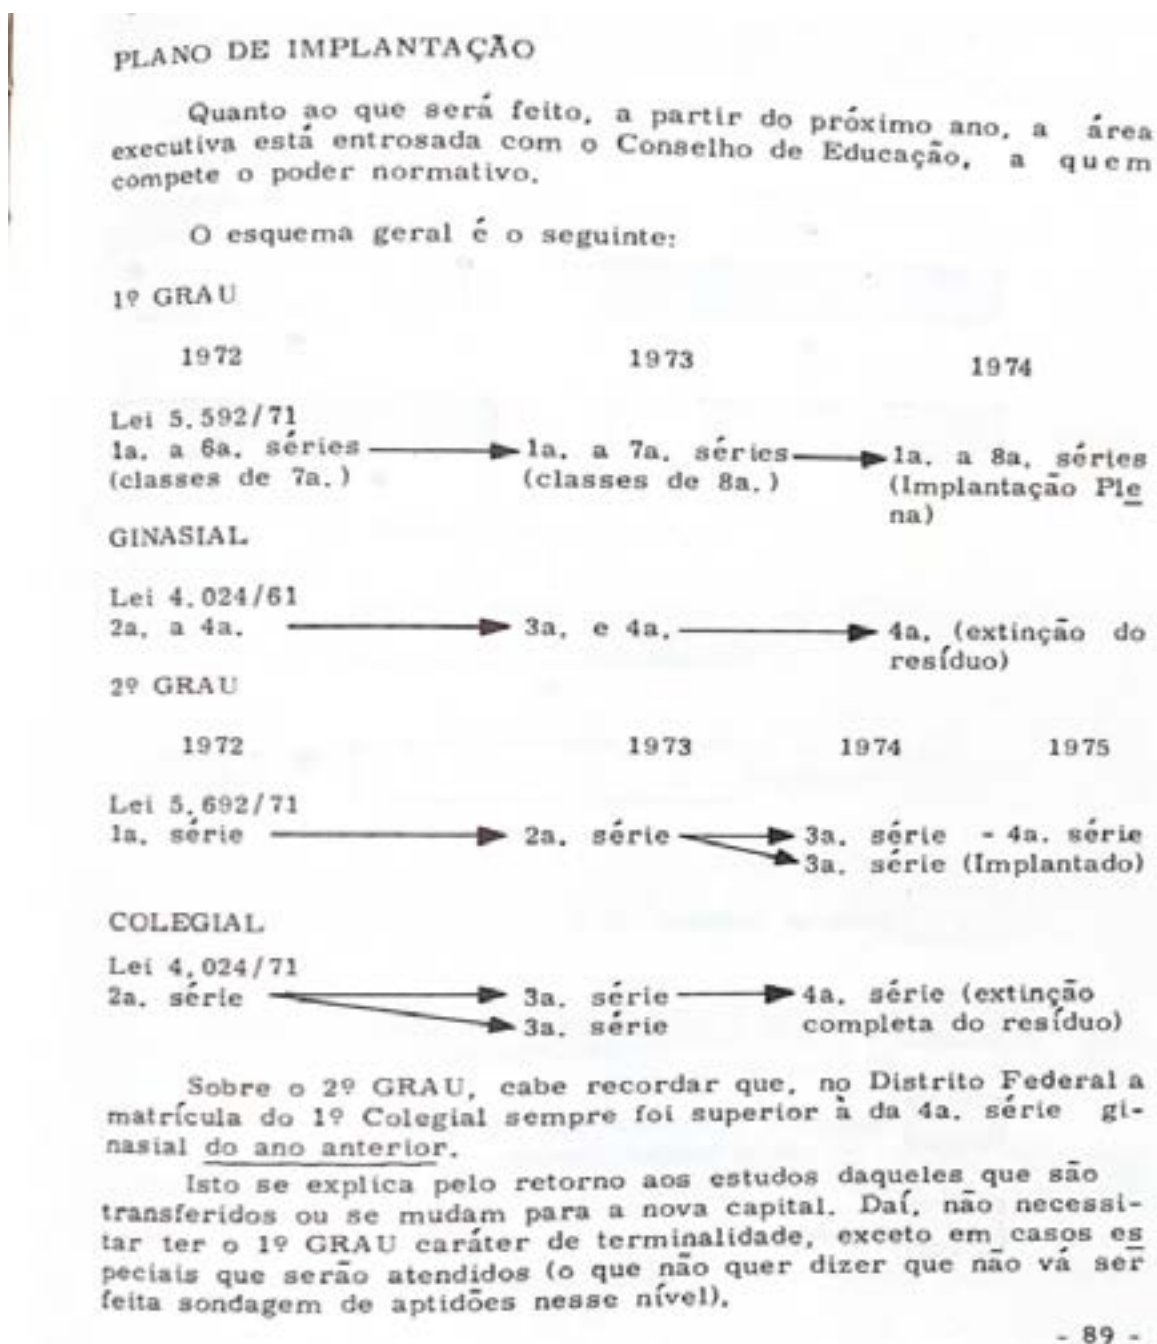 PLANO DE IMPLANTAÇÃO
Quanto ao que será feito, a partir do próximo ano, a área
executiva está entrosada com o Conselho de Educação, a quem
compete o poder normativo.
O esquema geral é o seguinte:
1º GRAU
1972 1973 1974
Lei 5.592/71
1a. a 6a. séries 1a. a 7a. séries 1a. a 8a. séries
(classes de 7a.) (classes de 8a.) (Implantação Ple
na)
GINASIAL
Lei 4.024/61
2a. a 4a. 3a. e 4a. 4a. (extinção do
resíduo)
2º GRAU
1972 1973 1974 1975
Lei 5.692/71
1a. série 2a. série 3a. série - 4a. série
3a. série (Implantado)
COLEGIAL
Lei 4.024/71
2a. série 3a. série 4a. série (extinção
3a. série completa do resíduo)
Sobre o 2º GRAU, cabe recordar que, no Distrito Federal a
matrícula do 1º Colegial sempre foi superior à da 4a. série gi-
nasial do ano anterior.
Isto se explica pelo retorno aos estudos daqueles que são
transferidos ou se mudam para a nova capital. Daí, não necessi-
tar ter o 1º GRAU caráter de terminalidade, exceto em casos es
peciais que serão atendidos (o que não quer dizer que não vá ser
feita sondagem de aptidões nesse nível).
- 89 -